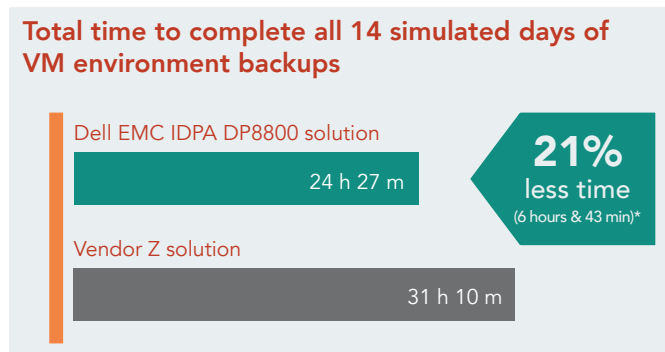 Total time to complete all 14 simulated days of
VM environment backups
Dell EMC IDPA DP8800 solution
24 h 27 m
21%
less time
(6 hours & 43 min)*
Vendor Z solution
31 h 10 m